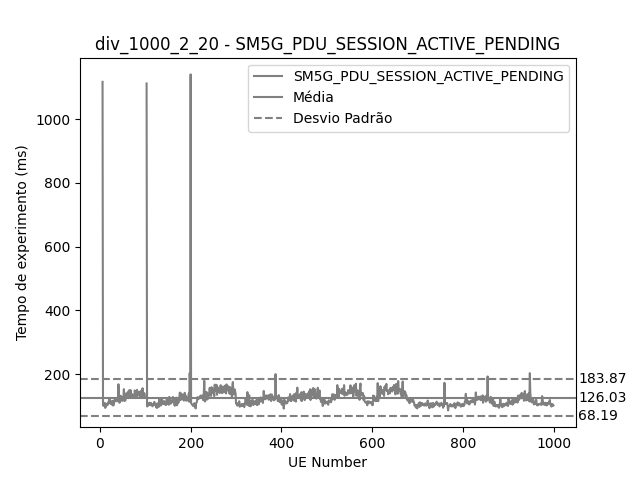 div_1000_2_20 - SM5G_PDU_SESSION_ACTIVE_PENDING
SM5G_PDU_SESSION_ACTIVE_PENDING
Média
Desvio Padrão
Tempo de experimento (ms)
1000
800
600
400
200
183.87
126.03
68.19
0
200
400
600
800
1000
UE Number